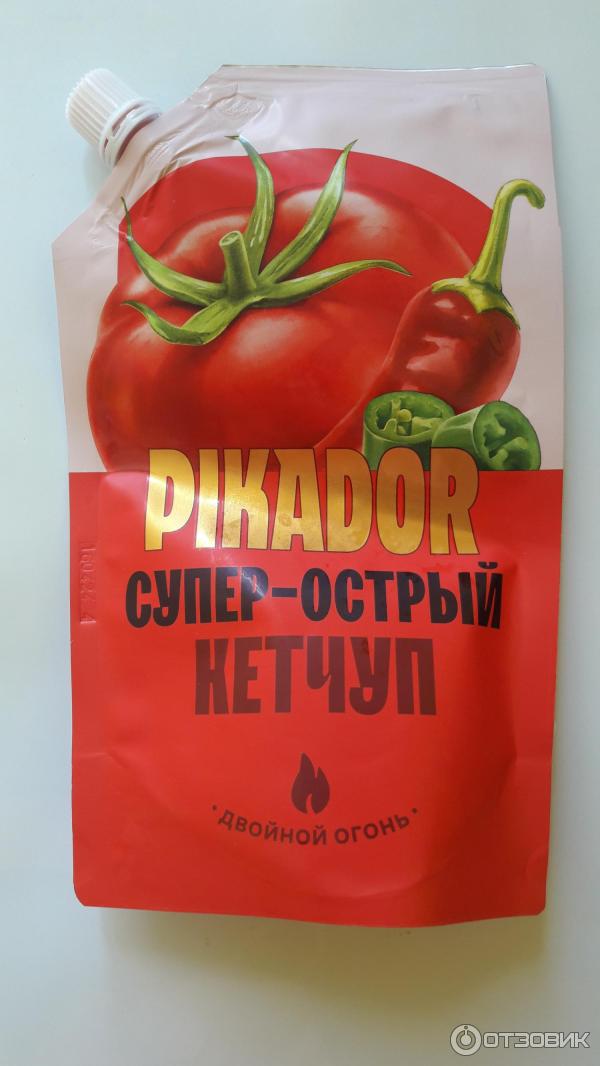 PIKADOR
СУПЕР-ОСТРЫЙ
КЕТЧУП
• ДВОЙНОЙ ОГОНЬ •
ОТЗОВИК